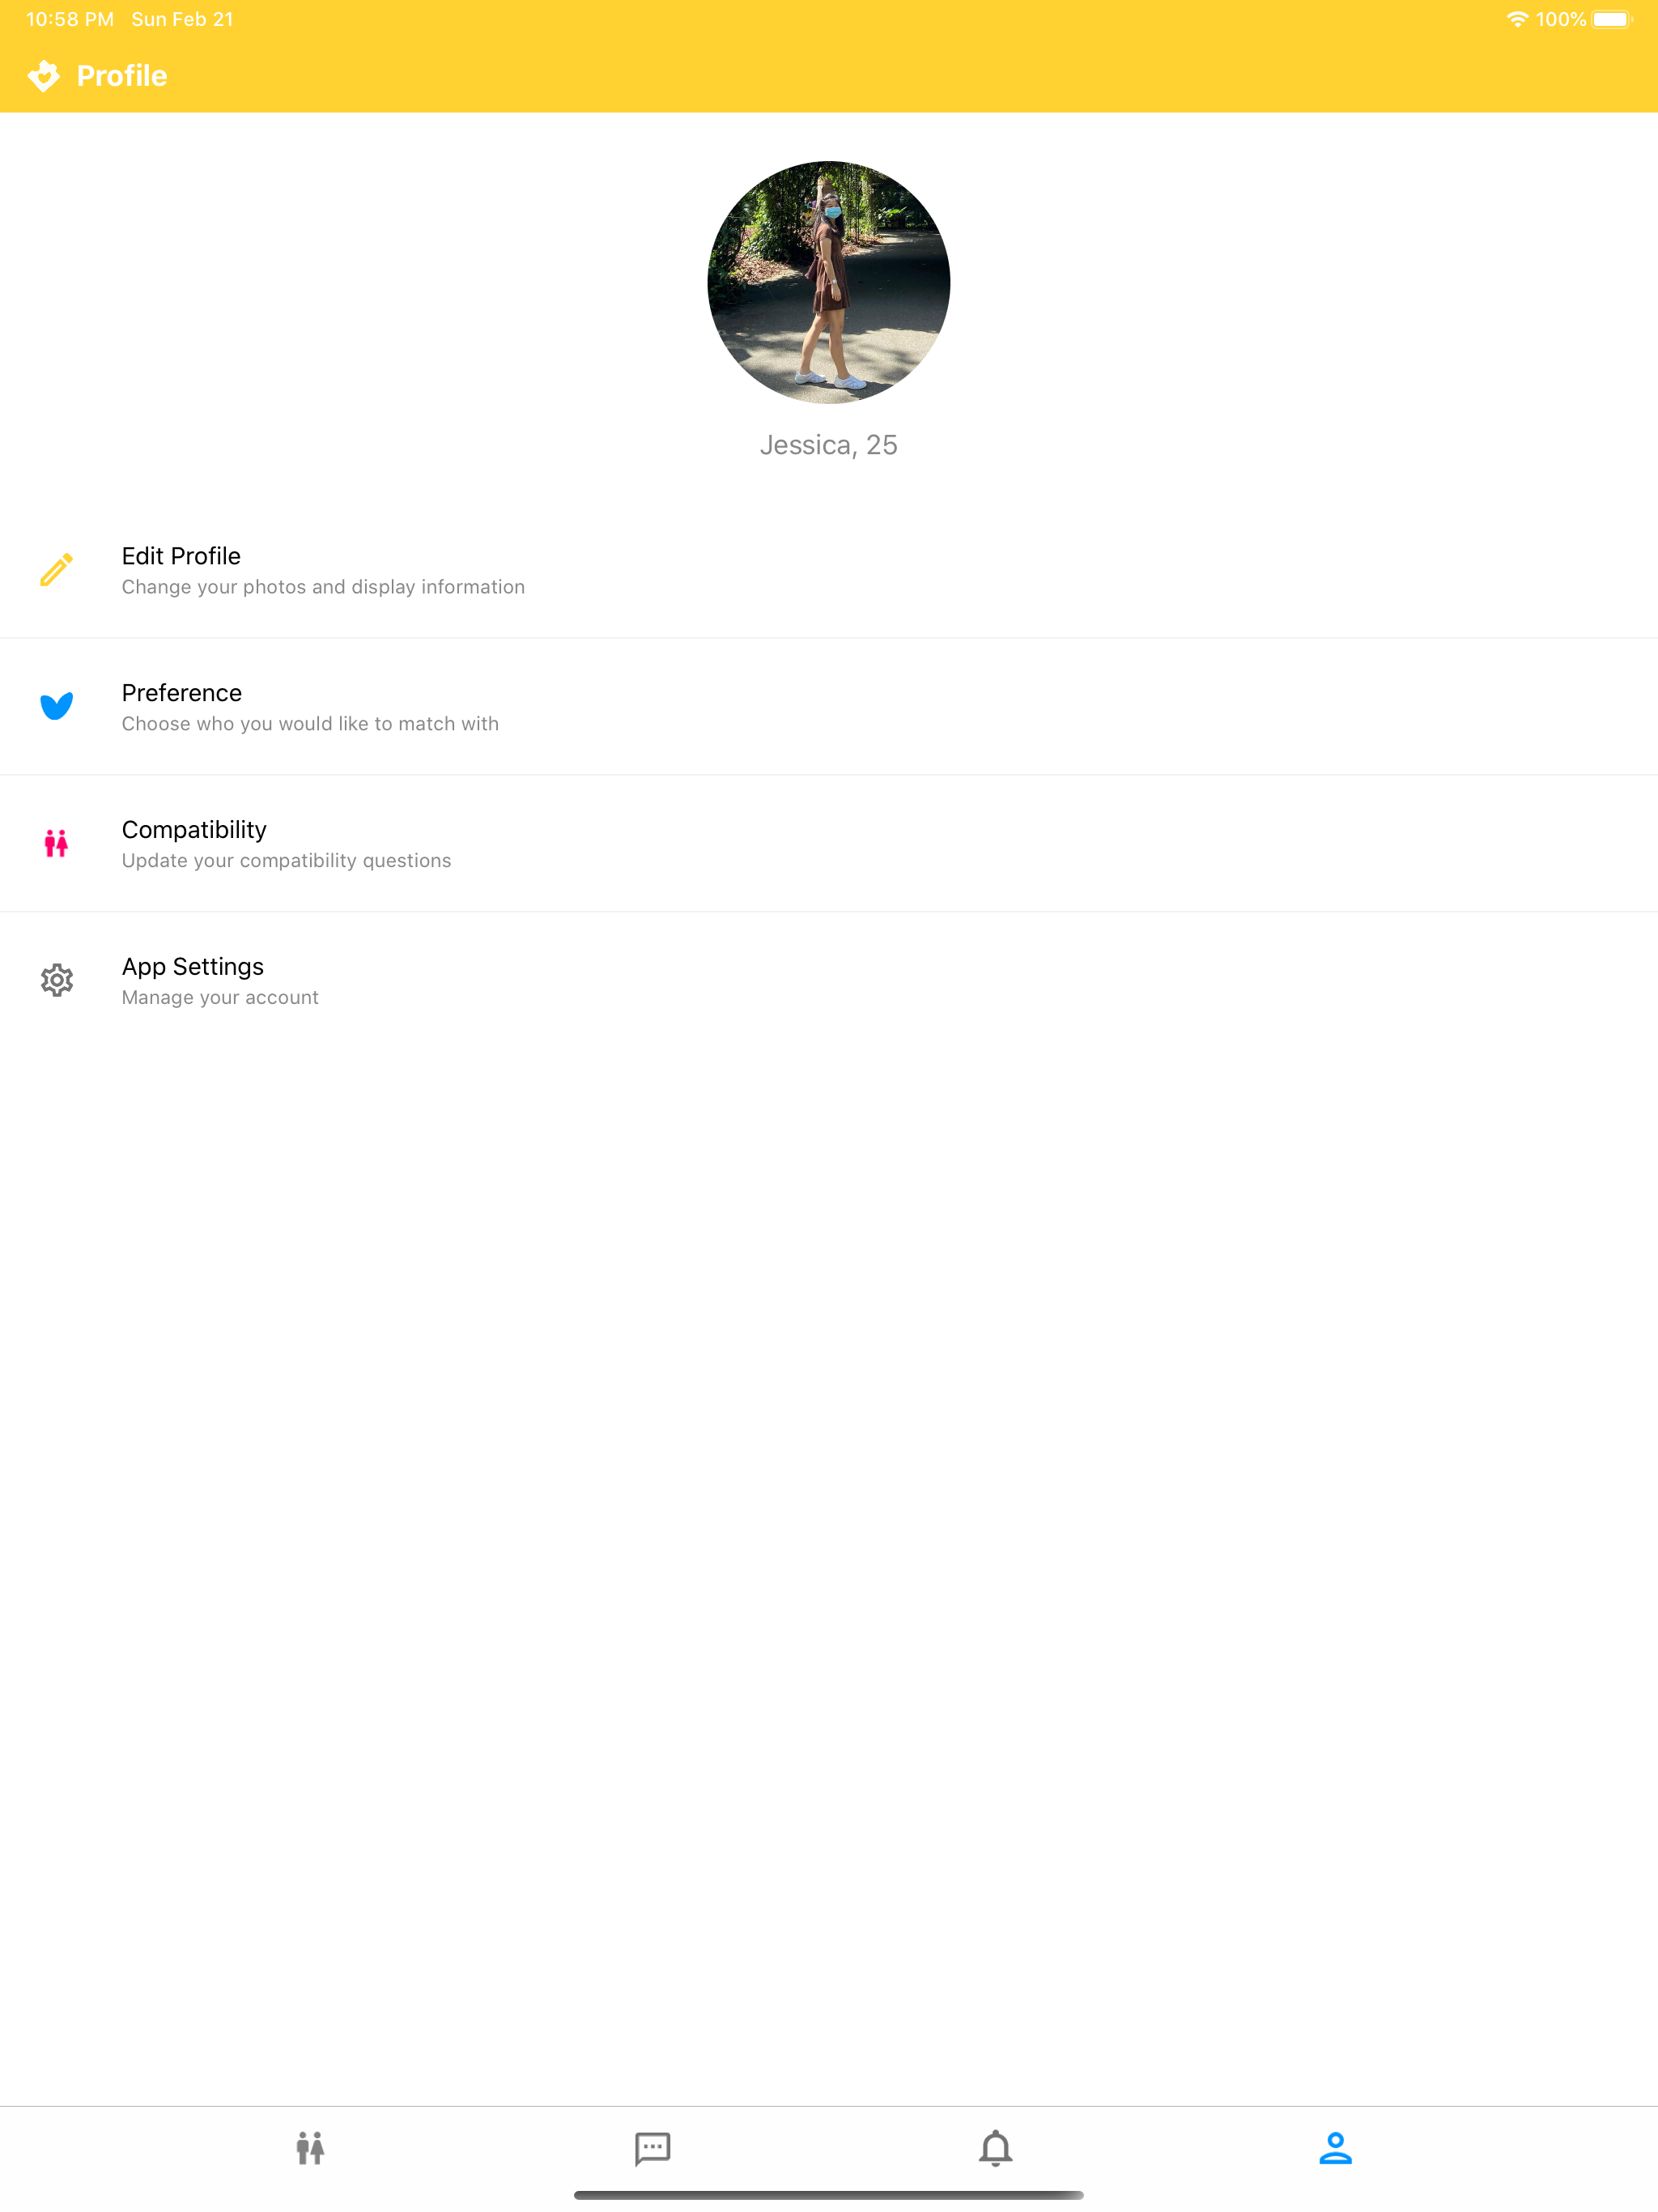 10:58 PM Sun Feb 21 100%
Profile
Jessica, 25
Edit Profile
Change your photos and display information
Preference
Choose who you would like to match with
Compatibility
Update your compatibility questions
App Settings
Manage your account